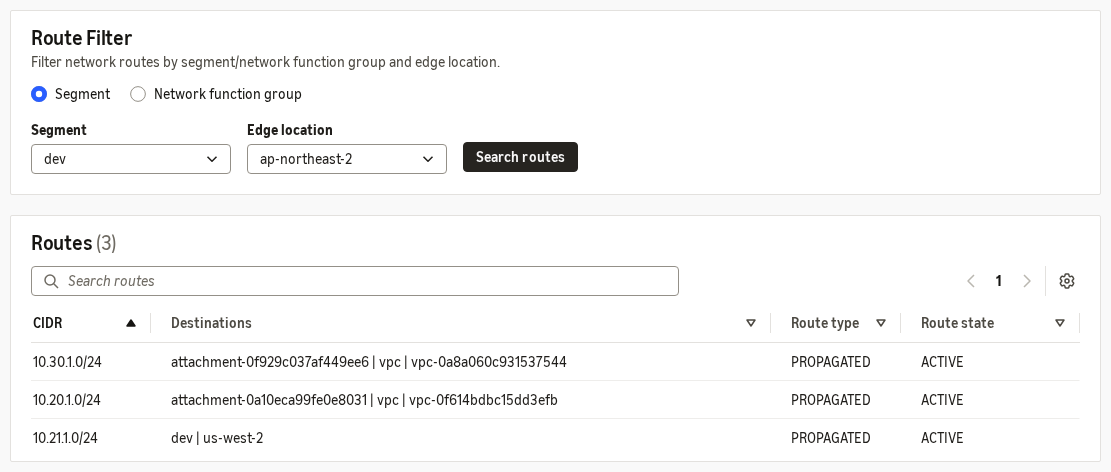 Route Filter
Filter network routes by segment/network function group and edge location.
Segment Network function group
Segment Edge location
dev ap-northeast-2 Search routes
Routes (3)
Search routes 1
CIDR Destinations Route type Route state
10.30.1.0/24 attachment-0f929c037af449ee6 | vpc | vpc-0a8a060c931537544 PROPAGATED ACTIVE
10.20.1.0/24 attachment-0a10eca99fe0e8031 | vpc | vpc-0f614bdbc15dd3efb PROPAGATED ACTIVE
10.21.1.0/24 dev | us-west-2 PROPAGATED ACTIVE